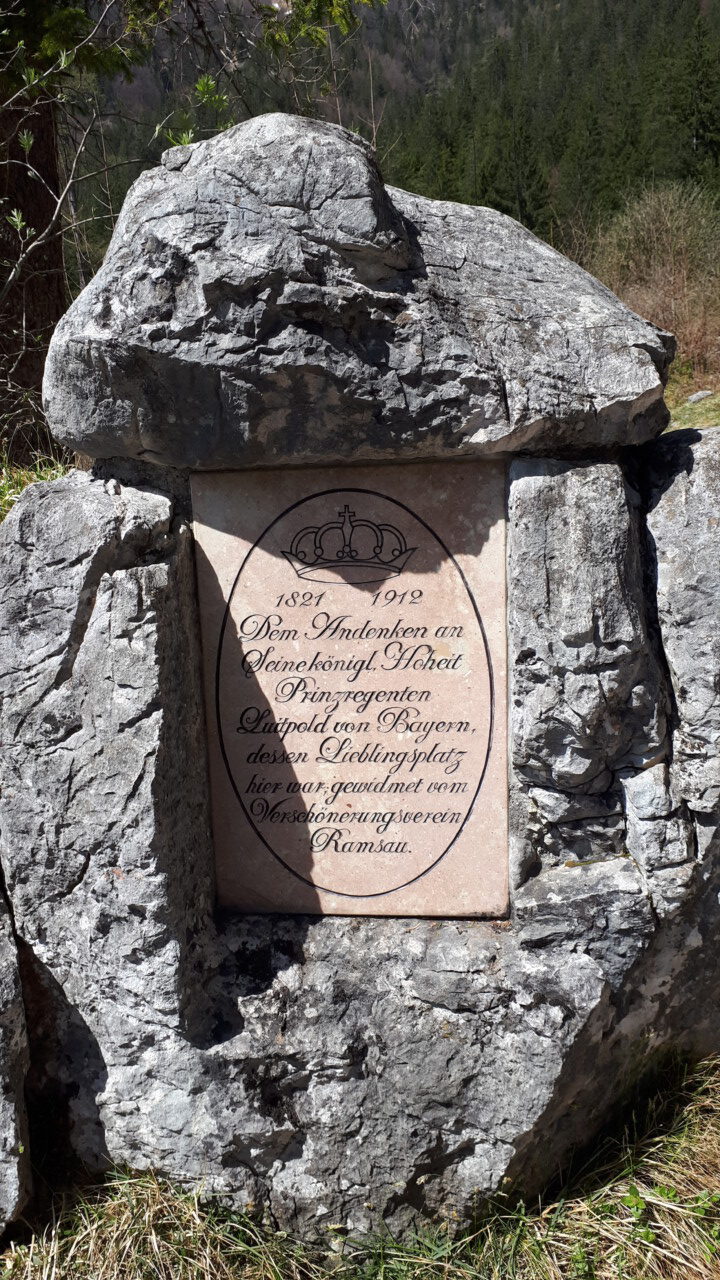 1821 1912
Dem Andenken an
Seine königl. Hoheit
Prinzregenten
Luitpold von Bayern,
dessen Lieblingsplatz
hier war, gewidmet vom
Verschönerungsverein
Ramsau.